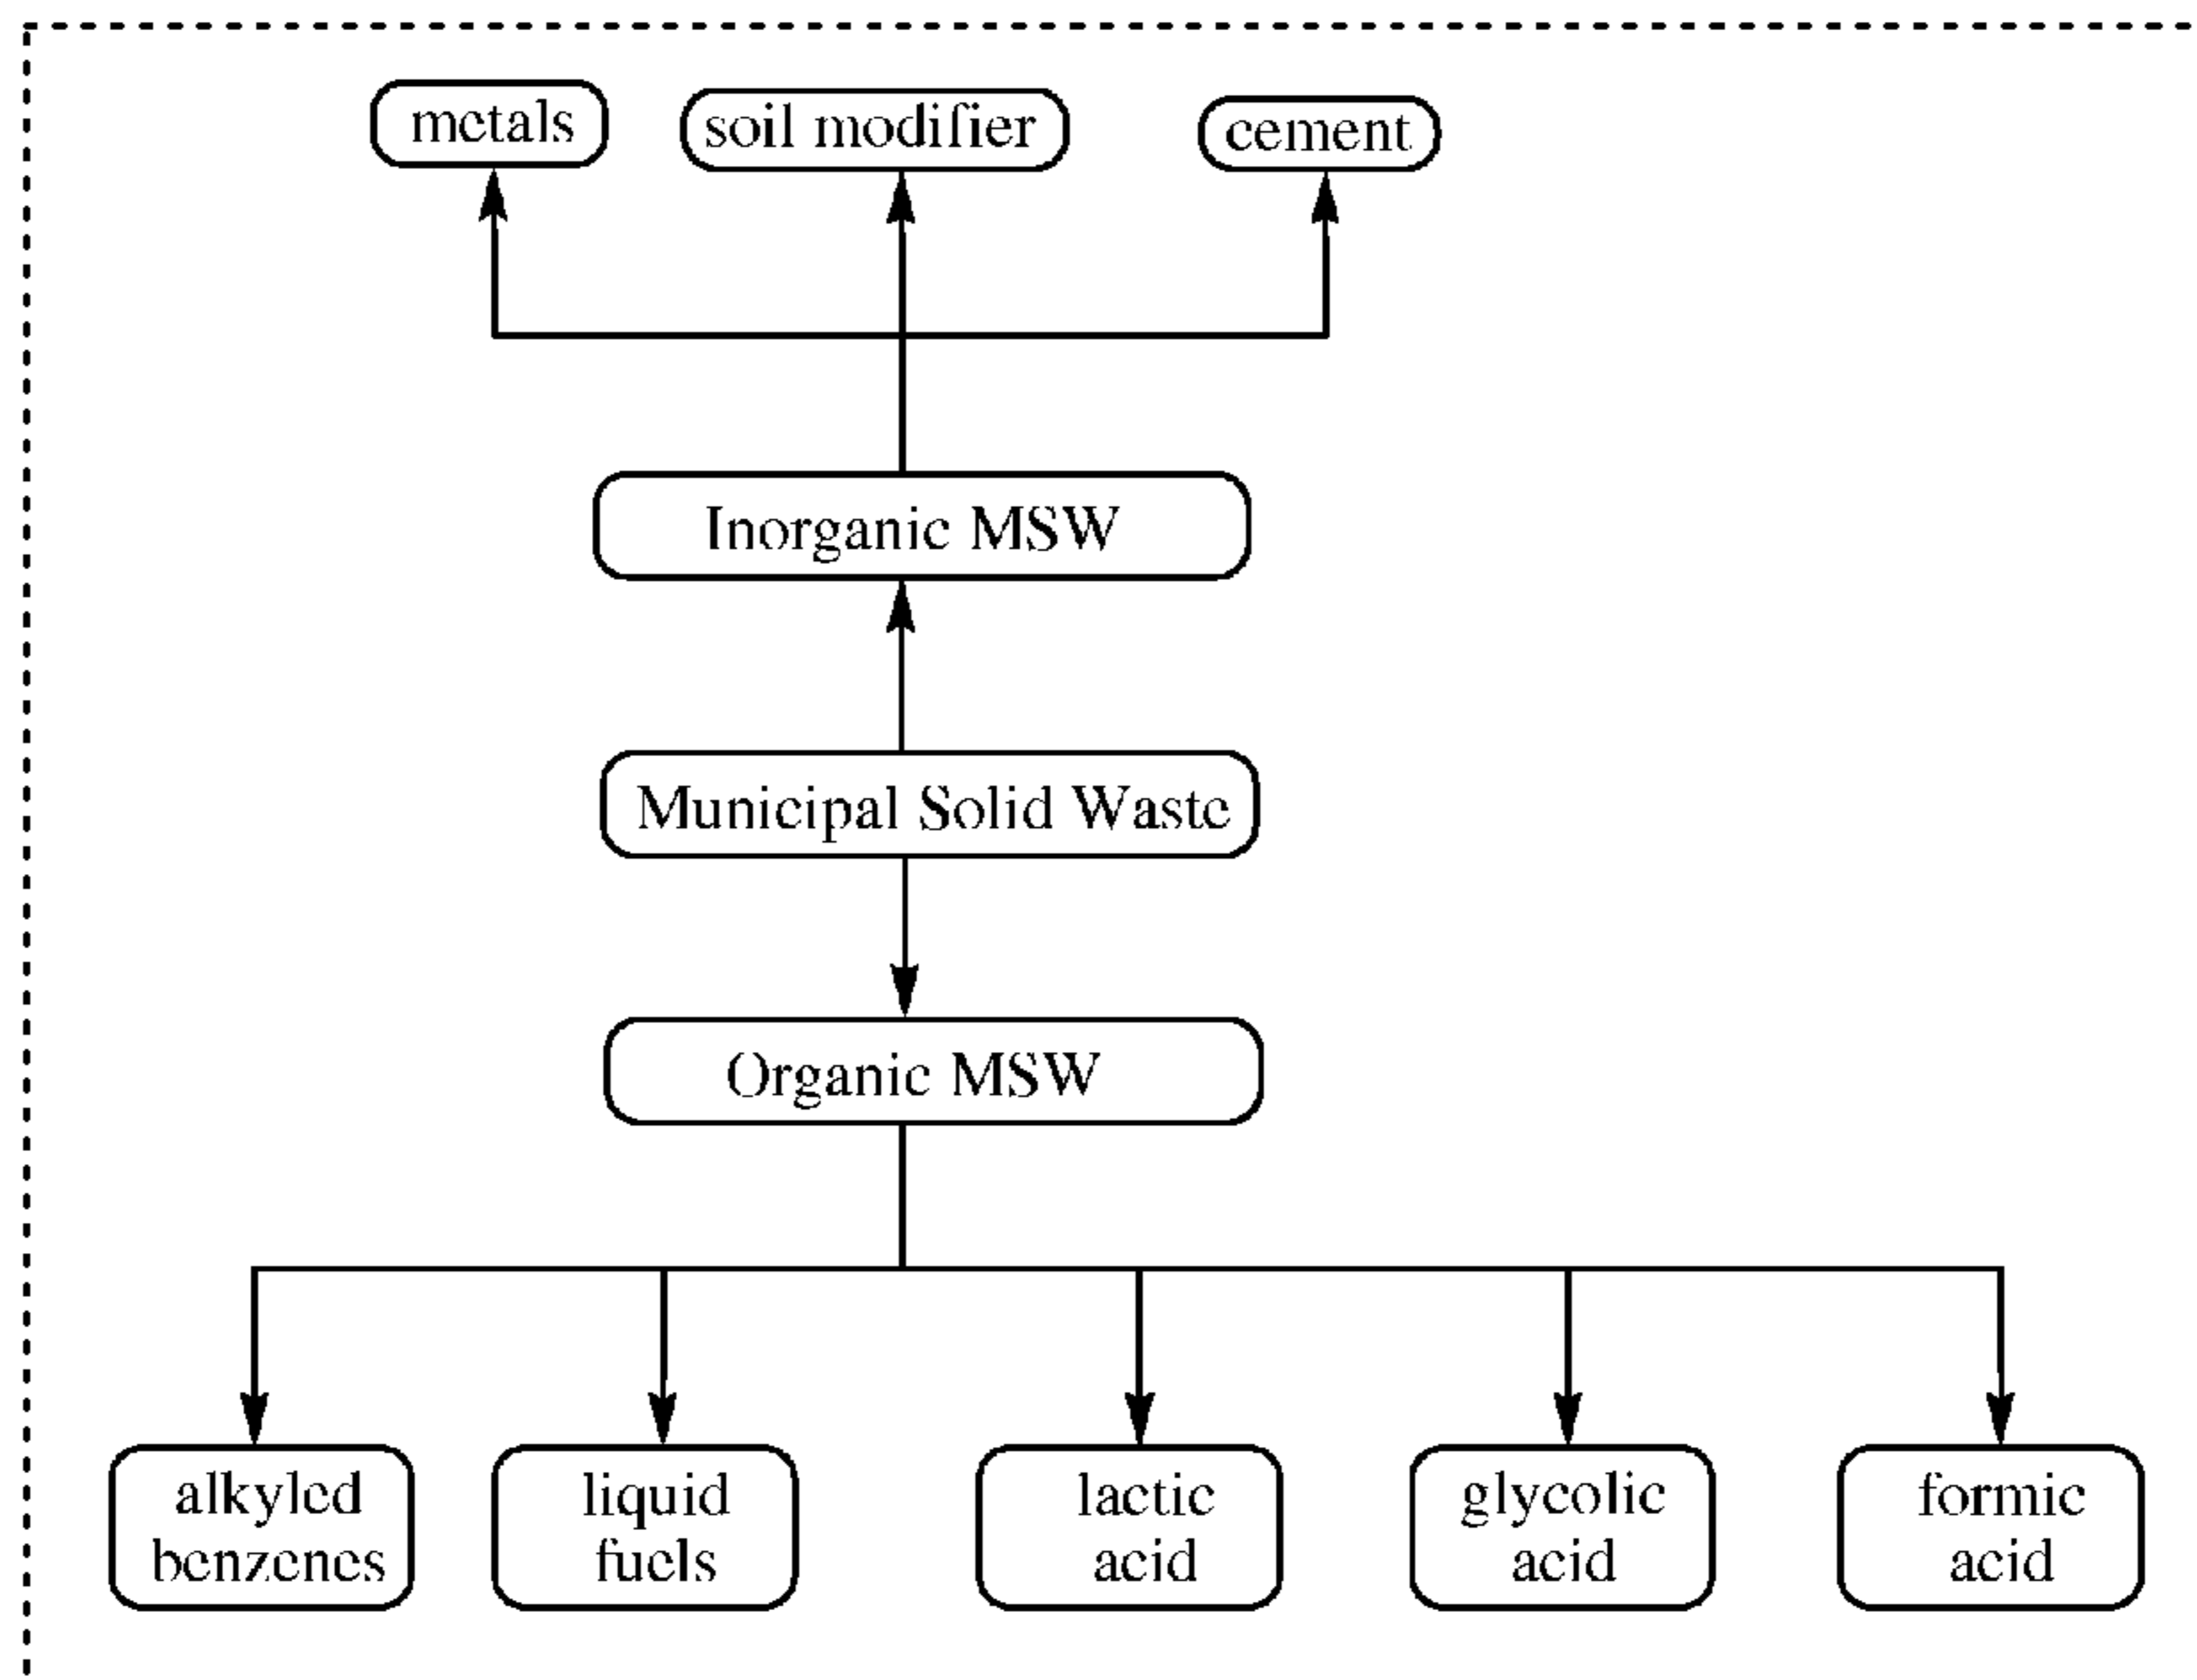 metals
soil modifier
cement
Inorganic MSW
Municipal Solid Waste
Organic MSW
alkyled
benzenes
liquid
fuels
lactic
acid
glycolic
acid
formic
acid